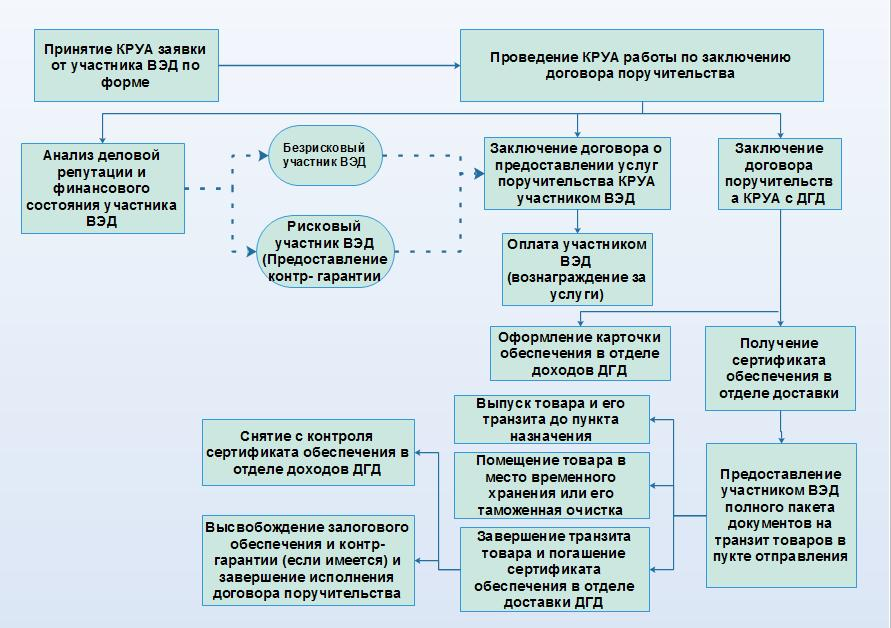 Принятие КРУА заявки
от участника ВЭД по
форме
Проведение КРУА работы по заключению
договора поручительства
Анализ деловой
репутации и
финансового
состояния участника
ВЭД
Безрисковый
участник ВЭД
Рисковый
участник ВЭД
(Предоставление
контр- гарантии
Заключение договора о
предоставлении услуг
поручительства КРУА
участником ВЭД
Заключение
договора
поручительств
а КРУА с ДГД
Оплата участником
ВЭД
(вознаграждение за
услуги)
Оформление карточки
обеспечения в отделе
доходов ДГД
Получение
сертификата
обеспечения в
отделе доставки
Выпуск товара и его
транзита до пункта
назначения
Помещение товара в
место временного
хранения или его
таможенная очистка
Завершение транзита
товара и погашение
сертификата
обеспечения в отделе
доставки ДГД
Предоставление
участником ВЭД
полного пакета
документов на
транзит товаров в
пукте отправления
Снятие с контроля
сертификата обеспечения в
отделе доходов ДГД
Высвобождение залогового
обеспечения и контр-
гарантии (если имеется) и
завершение исполнения
договора поручительства